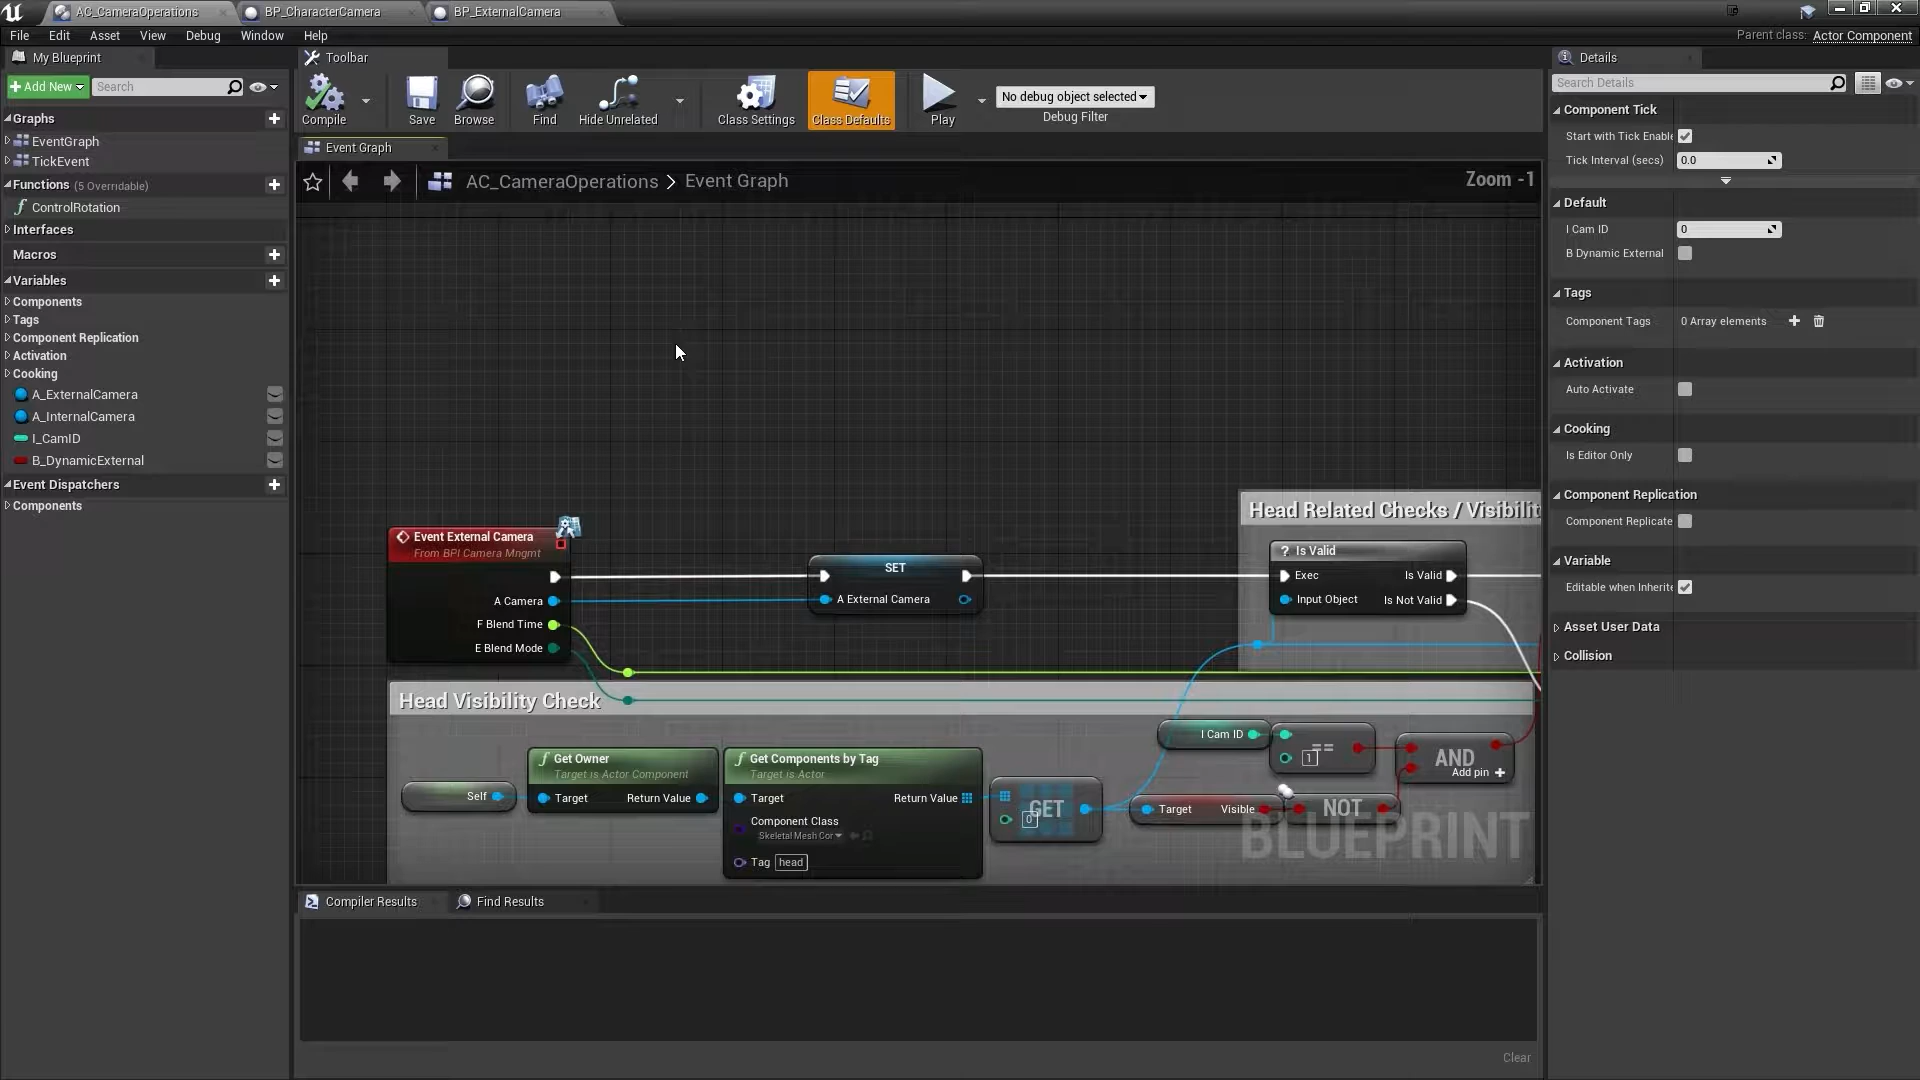 AC_CameraOperations
BP_CharacterCamera
BP_ExternalCamera
File Edit Asset View Debug Window Help
Parent class: Actor Component
My Blueprint
Toolbar
Details
Add New
Search
Compile
Save
Browse
Find
Hide Unrelated
Class Settings
Class Defaults
Play
No debug object selected
Debug Filter
Search Details
Graphs
EventGraph
TickEvent
Functions (5 Overridable)
ControlRotation
Interfaces
Macros
Variables
Components
Tags
Component Replication
Activation
Cooking
A_ExternalCamera
A_InternalCamera
I_CamID
B_DynamicExternal
Event Dispatchers
Components
Event Graph
AC_CameraOperations > Event Graph
Zoom -1
Event External Camera
From BPI Camera Mngmt
A Camera
F Blend Time
E Blend Mode
SET
A External Camera
Head Related Checks / Visibilit
? Is Valid
Exec
Is Valid
Input Object
Is Not Valid
Head Visibility Check
Self
f Get Owner
Target is Actor Component
Target
Return Value
f Get Components by Tag
Target is Actor
Target
Return Value
Component Class
Skeletal Mesh Cor
Tag head
GET
0
I Cam ID
==
1
AND
Add pin +
Target
Visible
NOT
BLUEPRINT
Compiler Results
Find Results
Clear
Component Tick
Start with Tick Enable
Tick Interval (secs)
0.0
Default
I Cam ID
0
B Dynamic External
Tags
Component Tags
0 Array elements
Activation
Auto Activate
Cooking
Is Editor Only
Component Replication
Component Replicate
Variable
Editable when Inherite
Asset User Data
Collision